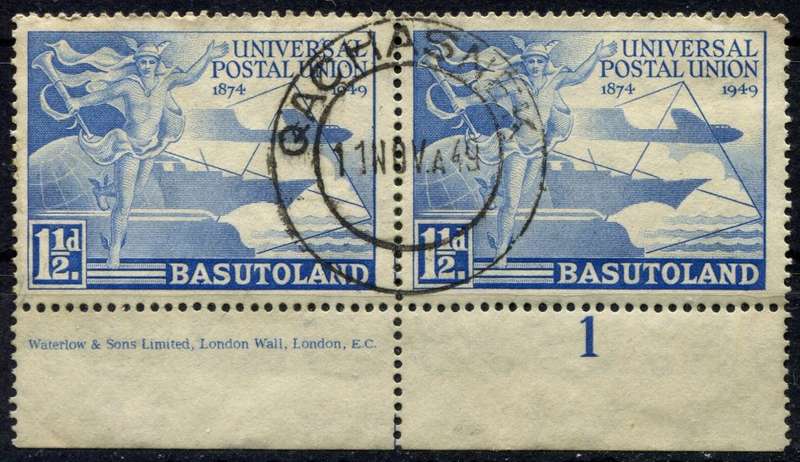 UNIVERSAL
POSTAL UNION
1874 1949
1½d.
BASUTOLAND
UNIVERSAL
POSTAL UNION
1874 1949
1½d.
BASUTOLAND
QACHASNEK
11 NOV. A 49
Waterlow & Sons Limited, London Wall, London, E.C.
1